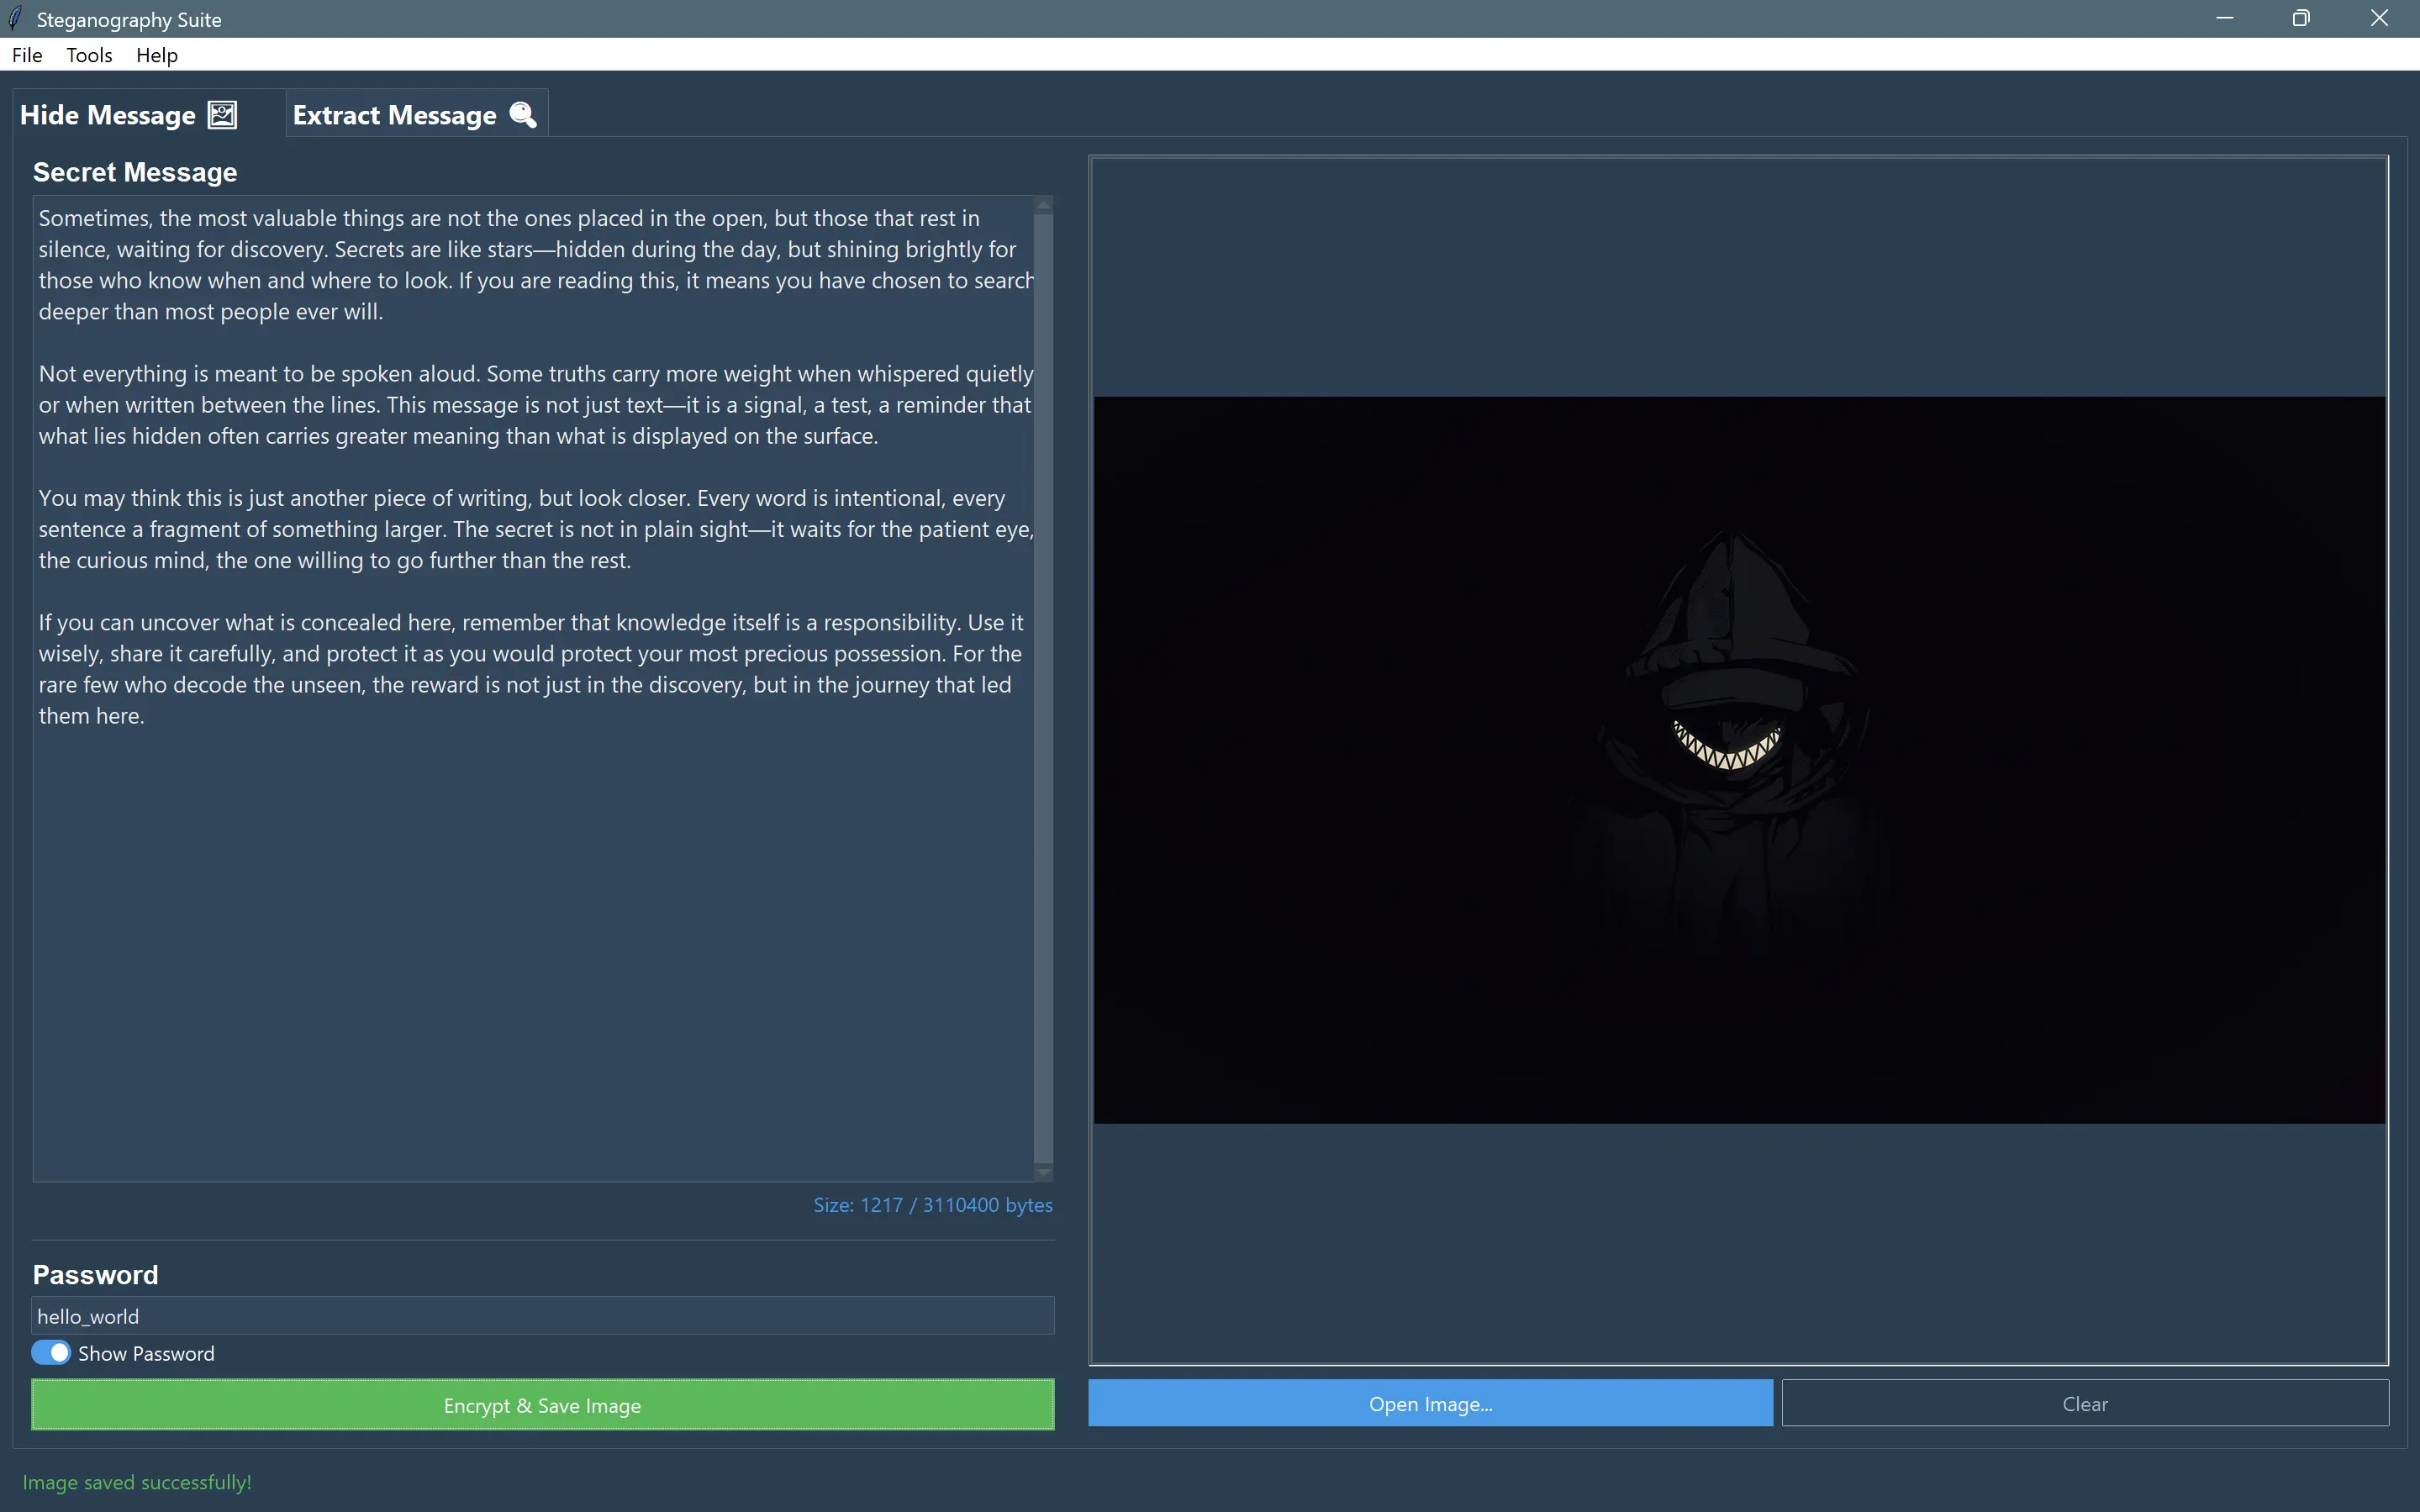 Steganography Suite
File Tools Help
Hide Message Extract Message
Secret Message
Sometimes, the most valuable things are not the ones placed in the open, but those that rest in
silence, waiting for discovery. Secrets are like stars—hidden during the day, but shining brightly for
those who know when and where to look. If you are reading this, it means you have chosen to search
deeper than most people ever will.
Not everything is meant to be spoken aloud. Some truths carry more weight when whispered quietly
or when written between the lines. This message is not just text—it is a signal, a test, a reminder that
what lies hidden often carries greater meaning than what is displayed on the surface.
You may think this is just another piece of writing, but look closer. Every word is intentional, every
sentence a fragment of something larger. The secret is not in plain sight—it waits for the patient eye,
the curious mind, the one willing to go further than the rest.
If you can uncover what is concealed here, remember that knowledge itself is a responsibility. Use it
wisely, share it carefully, and protect it as you would protect your most precious possession. For the
rare few who decode the unseen, the reward is not just in the discovery, but in the journey that led
them here.
Size: 1217 / 3110400 bytes
Password
hello_world
Show Password
Encrypt & Save Image
Open Image...
Clear
Image saved successfully!